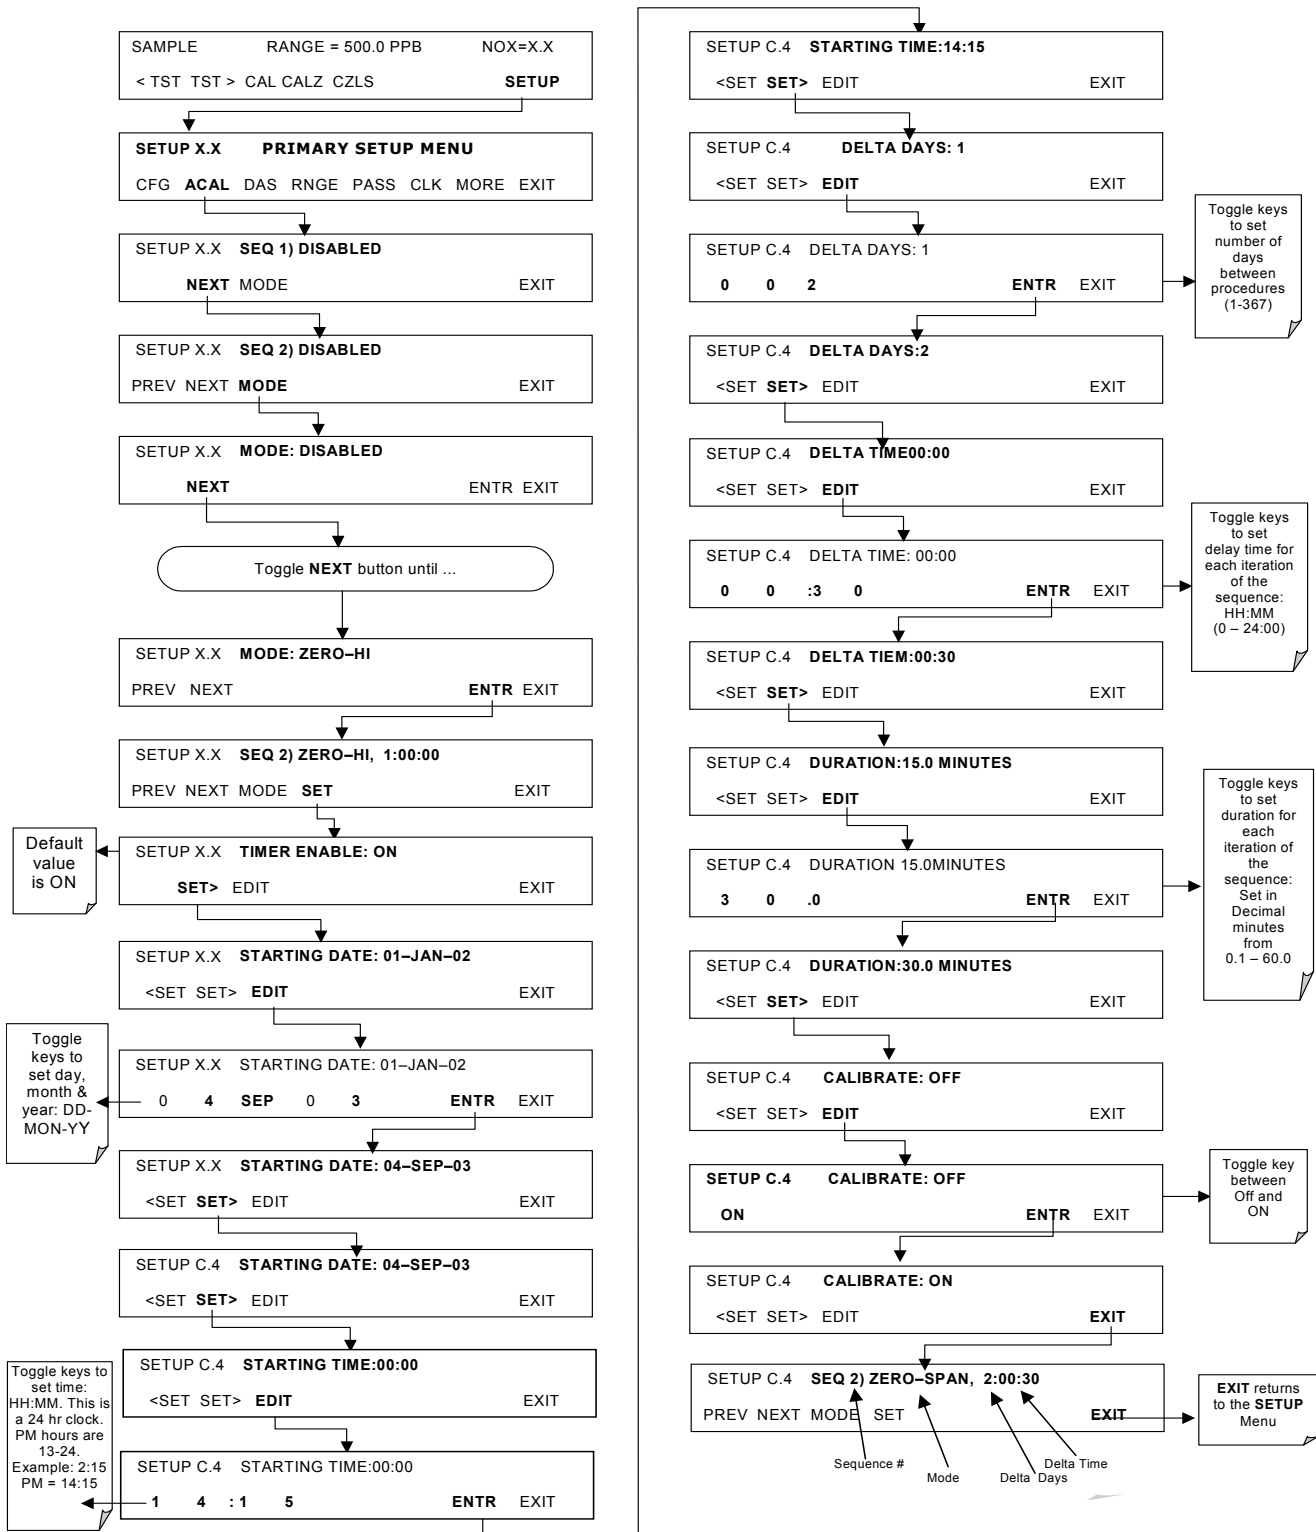 SAMPLE RANGE = 500.0 PPB NOX=X.X
< TST TST > CAL CALZ CZLS SETUP
SETUP X.X PRIMARY SETUP MENU
CFG ACAL DAS RNGE PASS CLK MORE EXIT
SETUP X.X SEQ 1) DISABLED
NEXT MODE EXIT
SETUP X.X SEQ 2) DISABLED
PREV NEXT MODE EXIT
SETUP X.X MODE: DISABLED
NEXT ENTR EXIT
Toggle NEXT button until ...
SETUP X.X MODE: ZERO–HI
PREV NEXT ENTR EXIT
SETUP X.X SEQ 2) ZERO–HI, 1:00:00
PREV NEXT MODE SET EXIT
Default
value
is ON
SETUP X.X TIMER ENABLE: ON
SET> EDIT EXIT
SETUP X.X STARTING DATE: 01–JAN–02
<SET SET> EDIT EXIT
Toggle
keys to
set day,
month &
year: DD-
MON-YY
SETUP X.X STARTING DATE: 01–JAN–02
0 4 SEP 0 3 ENTR EXIT
SETUP X.X STARTING DATE: 04–SEP–03
<SET SET> EDIT EXIT
SETUP C.4 STARTING DATE: 04–SEP–03
<SET SET> EDIT EXIT
SETUP C.4 STARTING TIME:00:00
<SET SET> EDIT EXIT
Toggle keys to
set time:
HH:MM. This is
a 24 hr clock.
PM hours are
13-24.
Example: 2:15
PM = 14:15
SETUP C.4 STARTING TIME:00:00
1 4 : 1 5 ENTR EXIT
SETUP C.4 STARTING TIME:14:15
<SET SET> EDIT EXIT
SETUP C.4 DELTA DAYS: 1
<SET SET> EDIT EXIT
SETUP C.4 DELTA DAYS: 1
0 0 2 ENTR EXIT
Toggle keys
to set
number of
days
between
procedures
(1-367)
SETUP C.4 DELTA DAYS:2
<SET SET> EDIT EXIT
SETUP C.4 DELTA TIME00:00
<SET SET> EDIT EXIT
SETUP C.4 DELTA TIME: 00:00
0 0 :3 0 ENTR EXIT
Toggle keys
to set
delay time for
each iteration
of the
sequence:
HH:MM
(0 – 24:00)
SETUP C.4 DELTA TIEM:00:30
<SET SET> EDIT EXIT
SETUP C.4 DURATION:15.0 MINUTES
<SET SET> EDIT EXIT
SETUP C.4 DURATION 15.0MINUTES
3 0 .0 ENTR EXIT
Toggle keys
to set
duration for
each
iteration of
the
sequence:
Set in
Decimal
minutes
from
0.1 – 60.0
SETUP C.4 DURATION:30.0 MINUTES
<SET SET> EDIT EXIT
SETUP C.4 CALIBRATE: OFF
<SET SET> EDIT EXIT
SETUP C.4 CALIBRATE: OFF
ON ENTR EXIT
Toggle key
between
Off and
ON
SETUP C.4 CALIBRATE: ON
<SET SET> EDIT EXIT
SETUP C.4 SEQ 2) ZERO–SPAN, 2:00:30
PREV NEXT MODE SET EXIT
EXIT returns
to the SETUP
Menu
Sequence #
Mode
Delta Days
Delta Time